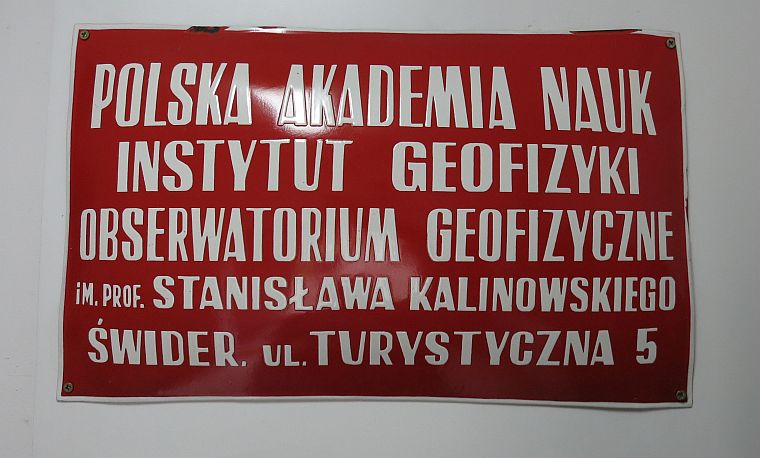 POLSKA AKADEMIA NAUK
INSTYTUT GEOFIZYKI
OBSERWATORIUM GEOFIZYCZNE
iM. PROF. STANISŁAWA KALINOWSKIEGO
ŚWIDER. UL. TURYSTYCZNA 5